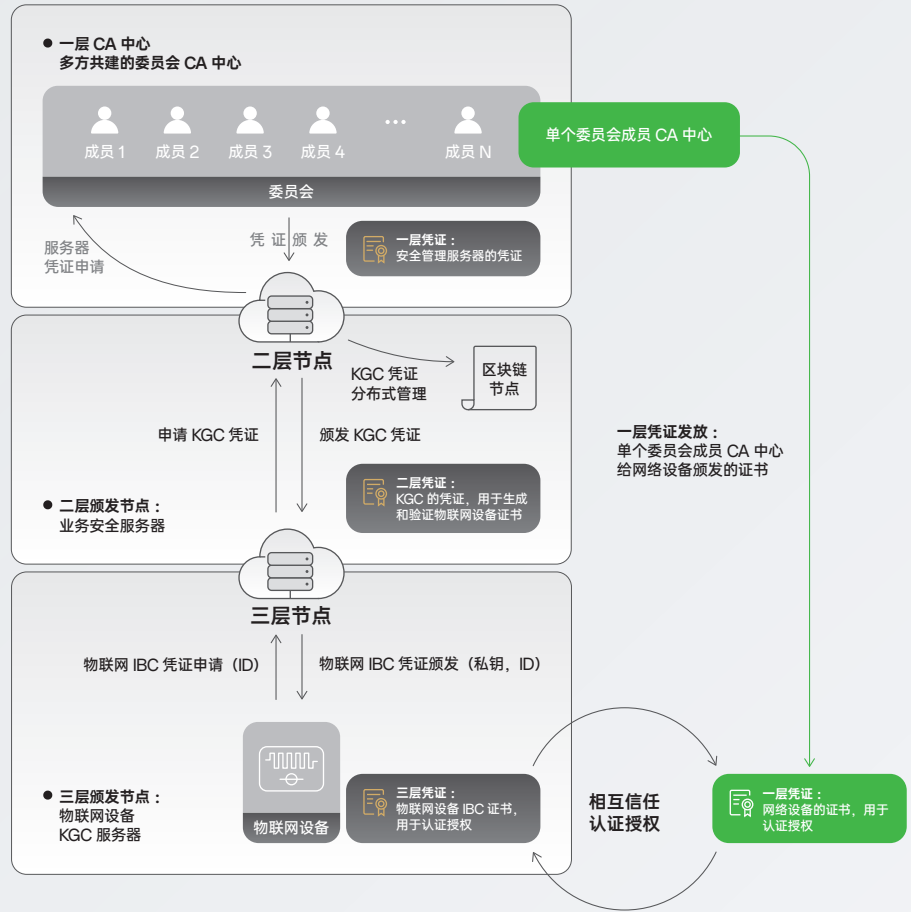 ● 一层 CA 中心
多方共建的委员会 CA 中心
成员 1
成员 2
成员 3
成员 4
···
成员 N
单个委员会成员 CA 中心
委员会
服务器
凭证申请
凭证颁发
一层凭证：
安全管理服务器的凭证
二层节点
KGC 凭证
分布式管理
区块链
节点
申请 KGC 凭证
颁发 KGC 凭证
一层凭证发放：
单个委员会成员 CA 中心
给网络设备颁发的证书
● 二层颁发节点：
业务安全服务器
二层凭证：
KGC 的凭证，用于生成
和验证物联网设备证书
三层节点
物联网 IBC 凭证申请（ID）
物联网 IBC 凭证颁发（私钥，ID）
● 三层颁发节点：
物联网设备
KGC 服务器
物联网设备
三层凭证：
物联网设备 IBC 证书，
用于认证授权
相互信任
认证授权
一层凭证：
网络设备的证书，用于
认证授权